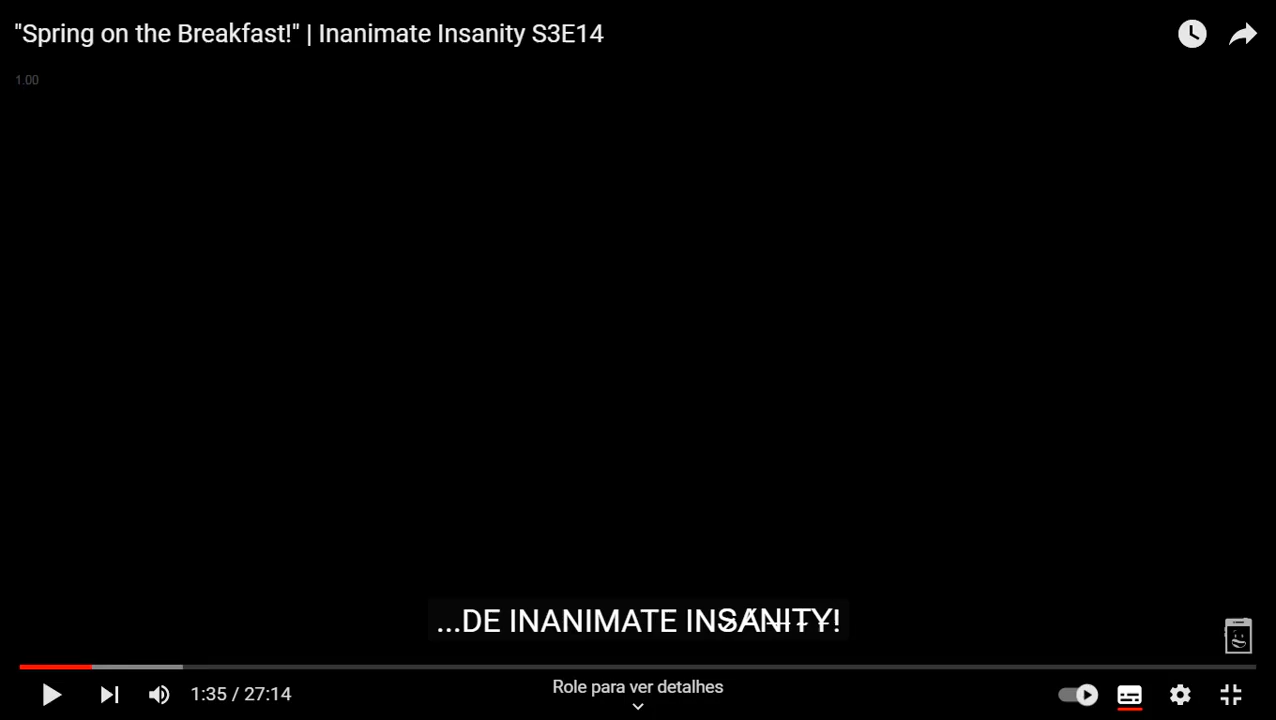 "Spring on the Breakfast!" | Inanimate Insanity S3E14
1.00
...DE INANIMATE INS̶A̶N̶I̶T̶Y̶!
1:35 / 27:14
Role para ver detalhes